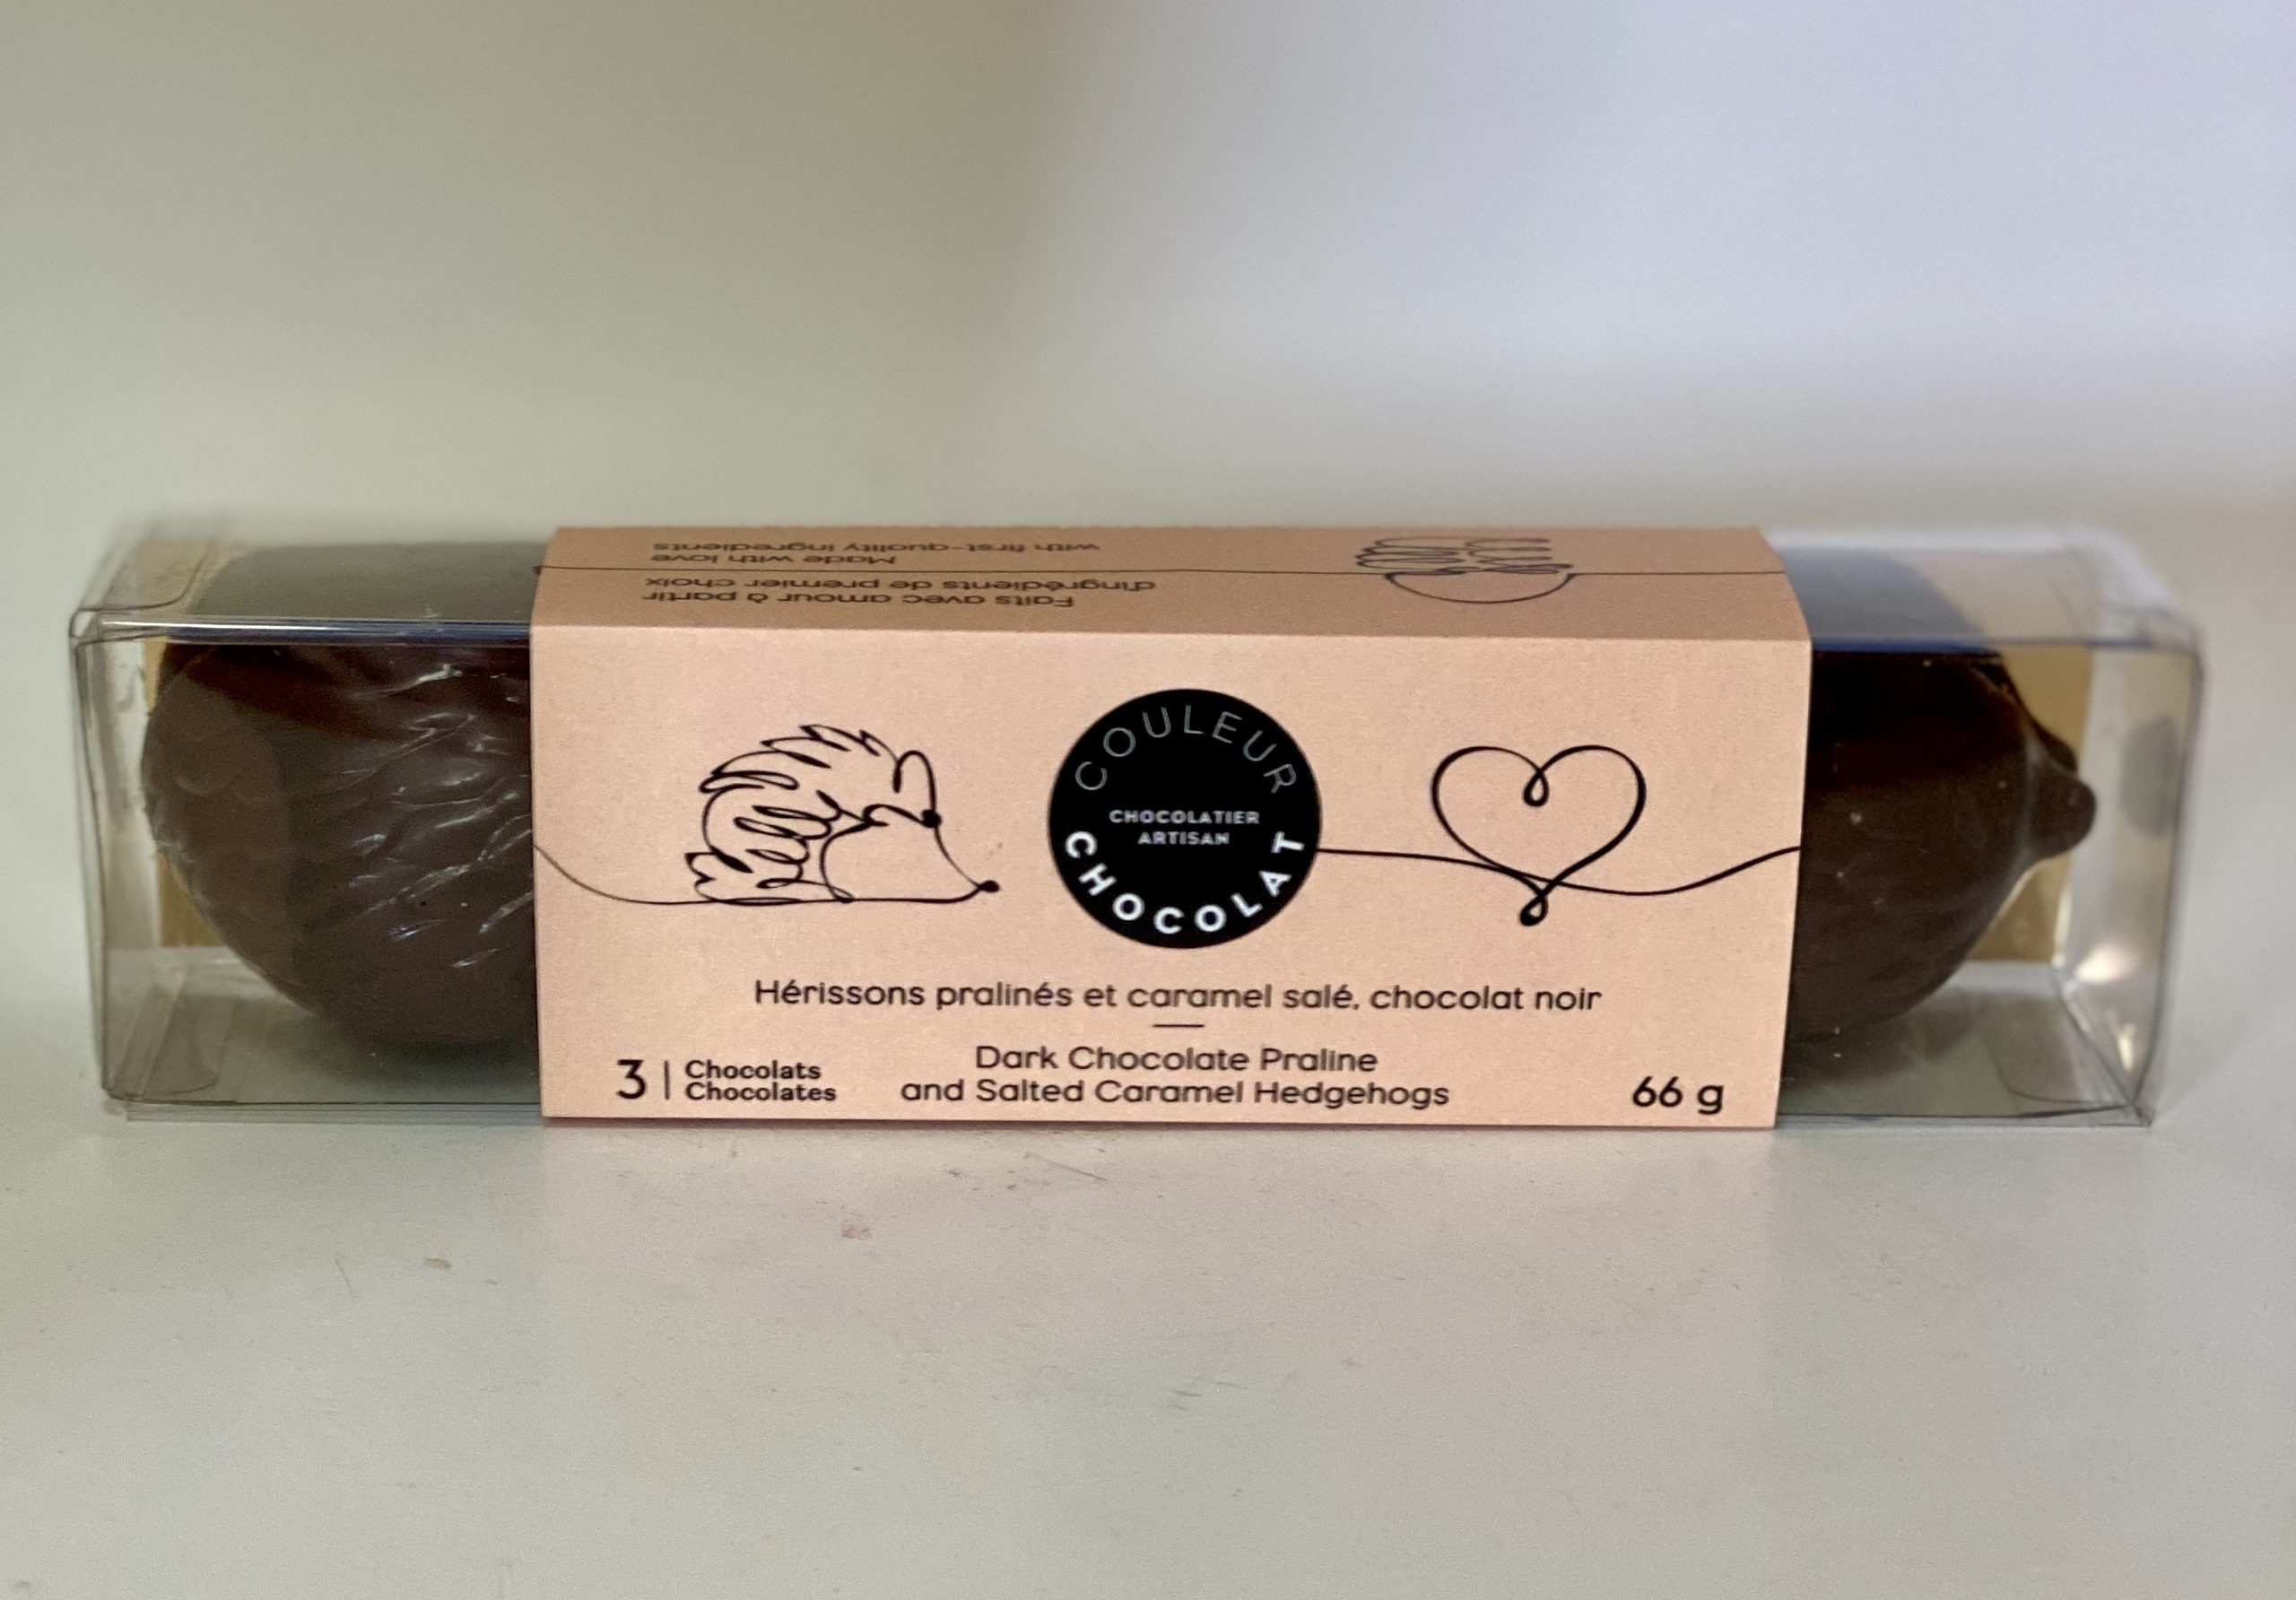 Faits avec amour à partir
d'ingrédients de premier choix
Made with love
with first-quality ingredients
COULEUR
CHOCOLATIER
ARTISAN
CHOCOLAT
Hérissons pralinés et caramel salé, chocolat noir
Dark Chocolate Praline
and Salted Caramel Hedgehogs
3 | Chocolats
Chocolates
66 g